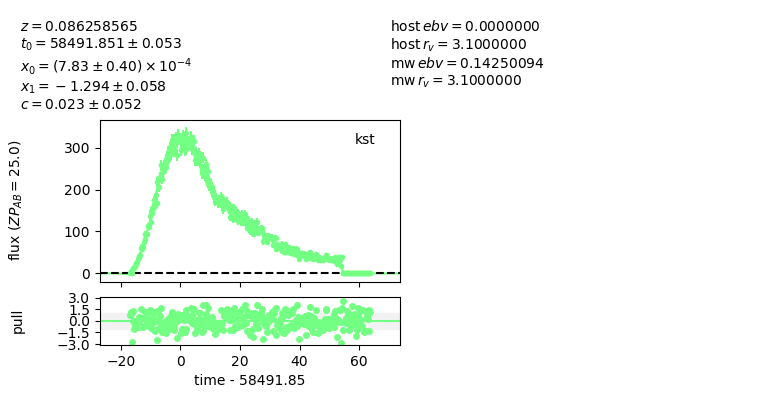 z = 0.086258565
t₀ = 58491.851 ± 0.053
x₀ = (7.83 ± 0.40) × 10⁻⁴
x₁ = −1.294 ± 0.058
c = 0.023 ± 0.052
host ebv = 0.0000000
host r_v = 3.1000000
mw ebv = 0.14250094
mw r_v = 3.1000000
kst
flux (ZP_AB = 25.0)
300
200
100
0
pull
3.0
1.5
0.0
−1.5
−3.0
−20 0 20 40 60
time - 58491.85